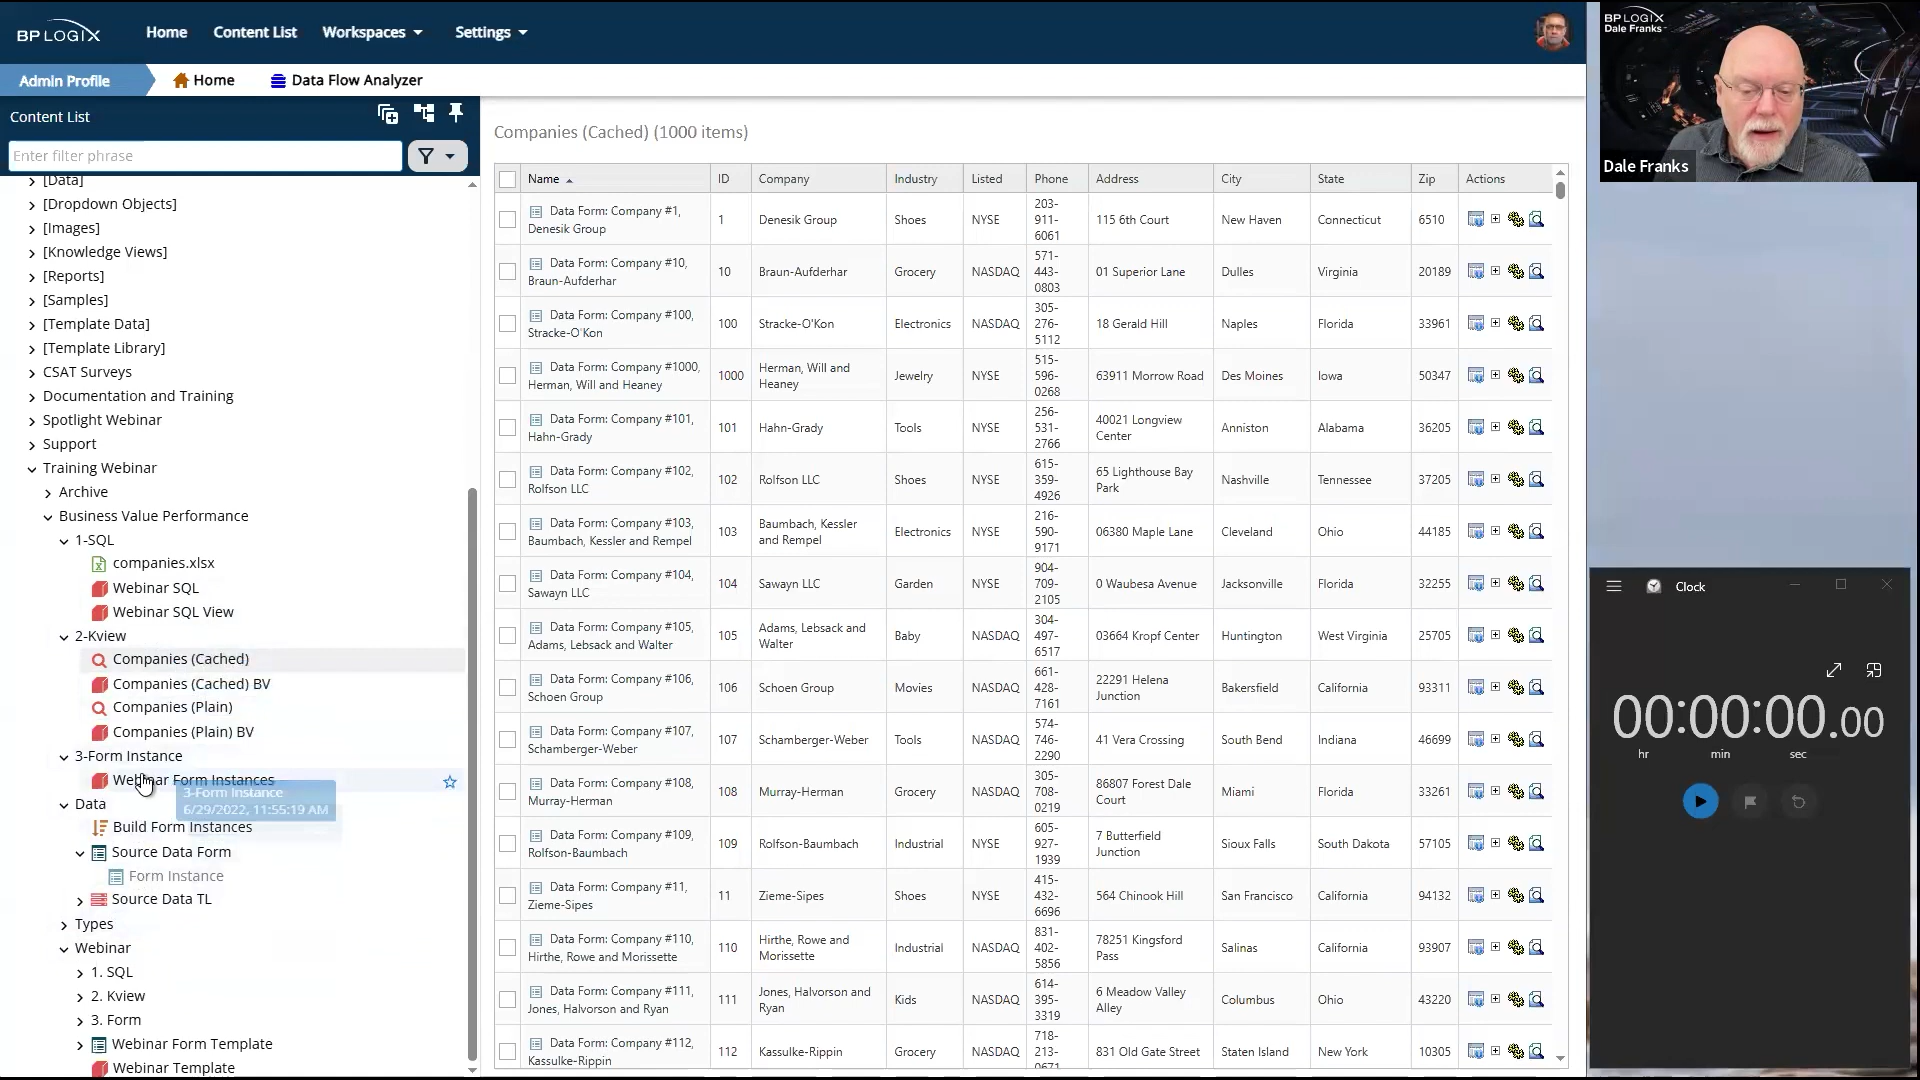 BP LOGIX
Home
Content List
Workspaces
Settings
Admin Profile
Home
Data Flow Analyzer
Content List
Enter filter phrase
[Data]
[Dropdown Objects]
[Images]
[Knowledge Views]
[Reports]
[Samples]
[Template Data]
[Template Library]
CSAT Surveys
Documentation and Training
Spotlight Webinar
Support
Training Webinar
Archive
Business Value Performance
1-SQL
companies.xlsx
Webinar SQL
Webinar SQL View
2-Kview
Companies (Cached)
Companies (Cached) BV
Companies (Plain)
Companies (Plain) BV
3-Form Instance
Webinar Form Instances
3-Form Instance
6/29/2022, 11:55:19 AM
Data
Build Form Instances
Source Data Form
Form Instance
Source Data TL
Types
Webinar
1. SQL
2. Kview
3. Form
Webinar Form Template
Webinar Template
Companies (Cached) (1000 items)
Name ID Company Industry Listed Phone Address City State Zip Actions
Data Form: Company #1, Denesik Group 1 Denesik Group Shoes NYSE 203-911-6061 115 6th Court New Haven Connecticut 6510
Data Form: Company #10, Braun-Aufderhar 10 Braun-Aufderhar Grocery NASDAQ 571-443-0803 01 Superior Lane Dulles Virginia 20189
Data Form: Company #100, Stracke-O'Kon 100 Stracke-O'Kon Electronics NASDAQ 305-276-5112 18 Gerald Hill Naples Florida 33961
Data Form: Company #1000, Herman, Will and Heaney 1000 Herman, Will and Heaney Jewelry NYSE 515-596-0268 63911 Morrow Road Des Moines Iowa 50347
Data Form: Company #101, Hahn-Grady 101 Hahn-Grady Tools NYSE 256-531-2766 40021 Longview Center Anniston Alabama 36205
Data Form: Company #102, Rolfson LLC 102 Rolfson LLC Shoes NYSE 615-359-4926 65 Lighthouse Bay Park Nashville Tennessee 37205
Data Form: Company #103, Baumbach, Kessler and Rempel 103 Baumbach, Kessler and Rempel Electronics NYSE 216-590-9171 06380 Maple Lane Cleveland Ohio 44185
Data Form: Company #104, Sawayn LLC 104 Sawayn LLC Garden NYSE 904-709-2105 0 Waubesa Avenue Jacksonville Florida 32255
Data Form: Company #105, Adams, Lebsack and Walter 105 Adams, Lebsack and Walter Baby NASDAQ 304-497-6517 03664 Kropf Center Huntington West Virginia 25705
Data Form: Company #106, Schoen Group 106 Schoen Group Movies NYSE 661-428-7161 22291 Helena Junction Bakersfield California 93311
Data Form: Company #107, Schamberger-Weber 107 Schamberger-Weber Tools NASDAQ 574-746-2290 41 Vera Crossing South Bend Indiana 46699
Data Form: Company #108, Murray-Herman 108 Murray-Herman Grocery NASDAQ 305-708-0219 86807 Forest Dale Court Miami Florida 33261
Data Form: Company #109, Rolfson-Baumbach 109 Rolfson-Baumbach Industrial NYSE 605-927-1939 7 Butterfield Junction Sioux Falls South Dakota 57105
Data Form: Company #11, Zieme-Sipes 11 Zieme-Sipes Shoes NYSE 415-432-6696 564 Chinook Hill San Francisco California 94132
Data Form: Company #110, Hirthe, Rowe and Morissette 110 Hirthe, Rowe and Morissette Industrial NYSE 831-402-5856 78251 Kingsford Pass Salinas California 93907
Data Form: Company #111, Jones, Halvorson and Ryan 111 Jones, Halvorson and Ryan Kids NASDAQ 614-395-3319 6 Meadow Valley Alley Columbus Ohio 43220
Data Form: Company #112, Kassulke-Rippin 112 Kassulke-Rippin Grocery NASDAQ 718-213-0671 831 Old Gate Street Staten Island New York 10305
BP LOGIX
Dale Franks
Dale Franks
Clock
00:00:00.00
hr min sec